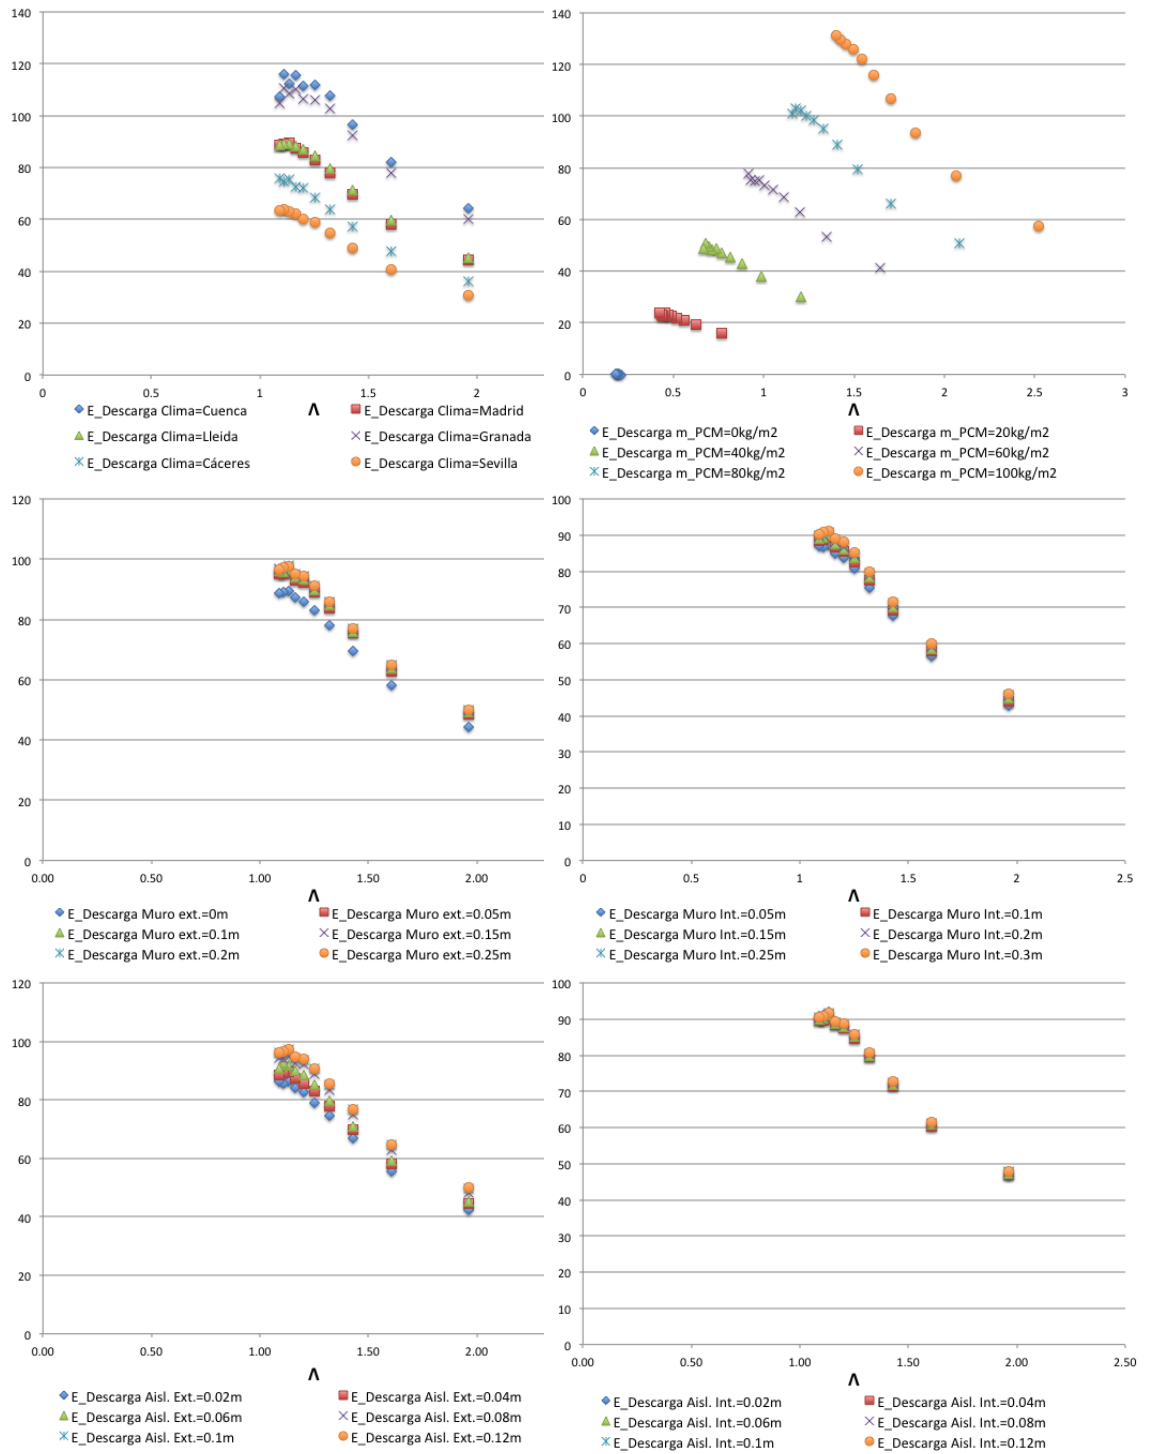 140
120
100
80
60
40
20
0
0 0.5 1 1.5 2
Λ
E_Descarga Clima=Cuenca E_Descarga Clima=Madrid
E_Descarga Clima=Lleida E_Descarga Clima=Granada
E_Descarga Clima=Cáceres E_Descarga Clima=Sevilla
140
120
100
80
60
40
20
0
0 0.5 1 1.5 2 2.5 3
Λ
E_Descarga m_PCM=0kg/m2 E_Descarga m_PCM=20kg/m2
E_Descarga m_PCM=40kg/m2 E_Descarga m_PCM=60kg/m2
E_Descarga m_PCM=80kg/m2 E_Descarga m_PCM=100kg/m2
120
100
80
60
40
20
0
0.00 0.50 1.00 1.50 2.00
Λ
E_Descarga Muro ext.=0m E_Descarga Muro ext.=0.05m
E_Descarga Muro ext.=0.1m E_Descarga Muro ext.=0.15m
E_Descarga Muro ext.=0.2m E_Descarga Muro ext.=0.25m
100
90
80
70
60
50
40
30
20
10
0
0 0.5 1 1.5 2 2.5
Λ
E_Descarga Muro Int.=0.05m E_Descarga Muro Int.=0.1m
E_Descarga Muro Int.=0.15m E_Descarga Muro Int.=0.2m
E_Descarga Muro Int.=0.25m E_Descarga Muro Int.=0.3m
120
100
80
60
40
20
0
0.00 0.50 1.00 1.50 2.00
Λ
E_Descarga Aisl. Ext.=0.02m E_Descarga Aisl. Ext.=0.04m
E_Descarga Aisl. Ext.=0.06m E_Descarga Aisl. Ext.=0.08m
E_Descarga Aisl. Ext.=0.1m E_Descarga Aisl. Ext.=0.12m
100
90
80
70
60
50
40
30
20
10
0
0.00 0.50 1.00 1.50 2.00 2.50
Λ
E_Descarga Aisl. Int.=0.02m E_Descarga Aisl. Int.=0.04m
E_Descarga Aisl. Int.=0.06m E_Descarga Aisl. Int.=0.08m
E_Descarga Aisl. Int.=0.1m E_Descarga Aisl. Int.=0.12m